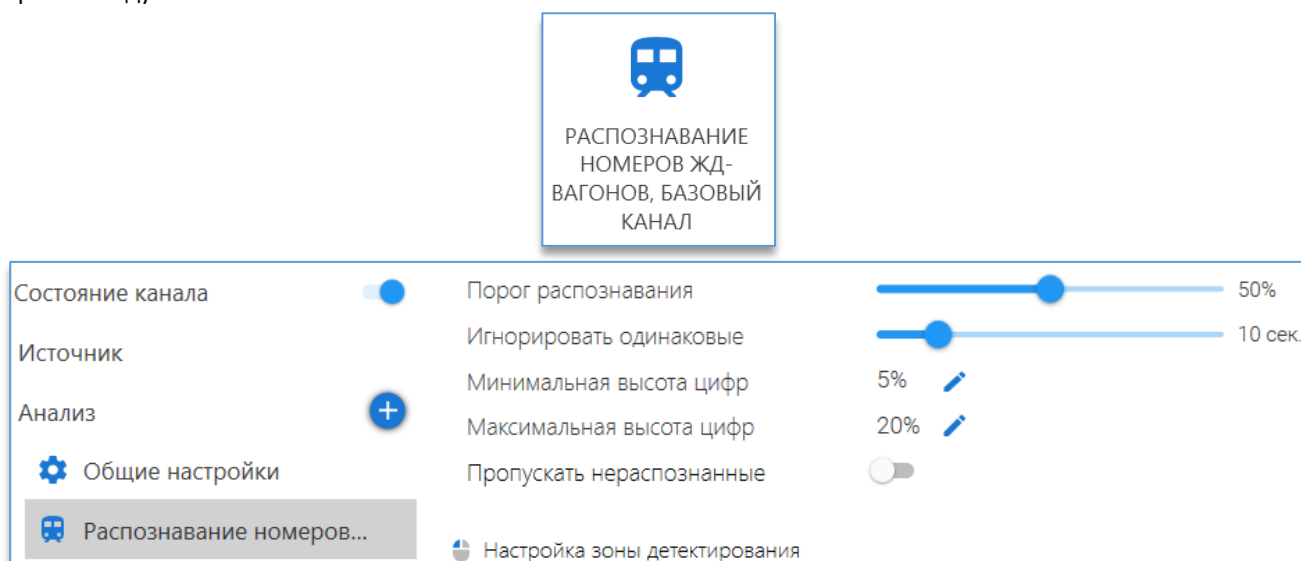 РАСПОЗНАВАНИЕ
НОМЕРОВ ЖД-
ВАГОНОВ, БАЗОВЫЙ
КАНАЛ
Состояние канала
Источник
Анализ
Общие настройки
Распознавание номеров...
Порог распознавания 50%
Игнорировать одинаковые 10 сек.
Минимальная высота цифр 5%
Максимальная высота цифр 20%
Пропускать нераспознанные
Настройка зоны детектирования